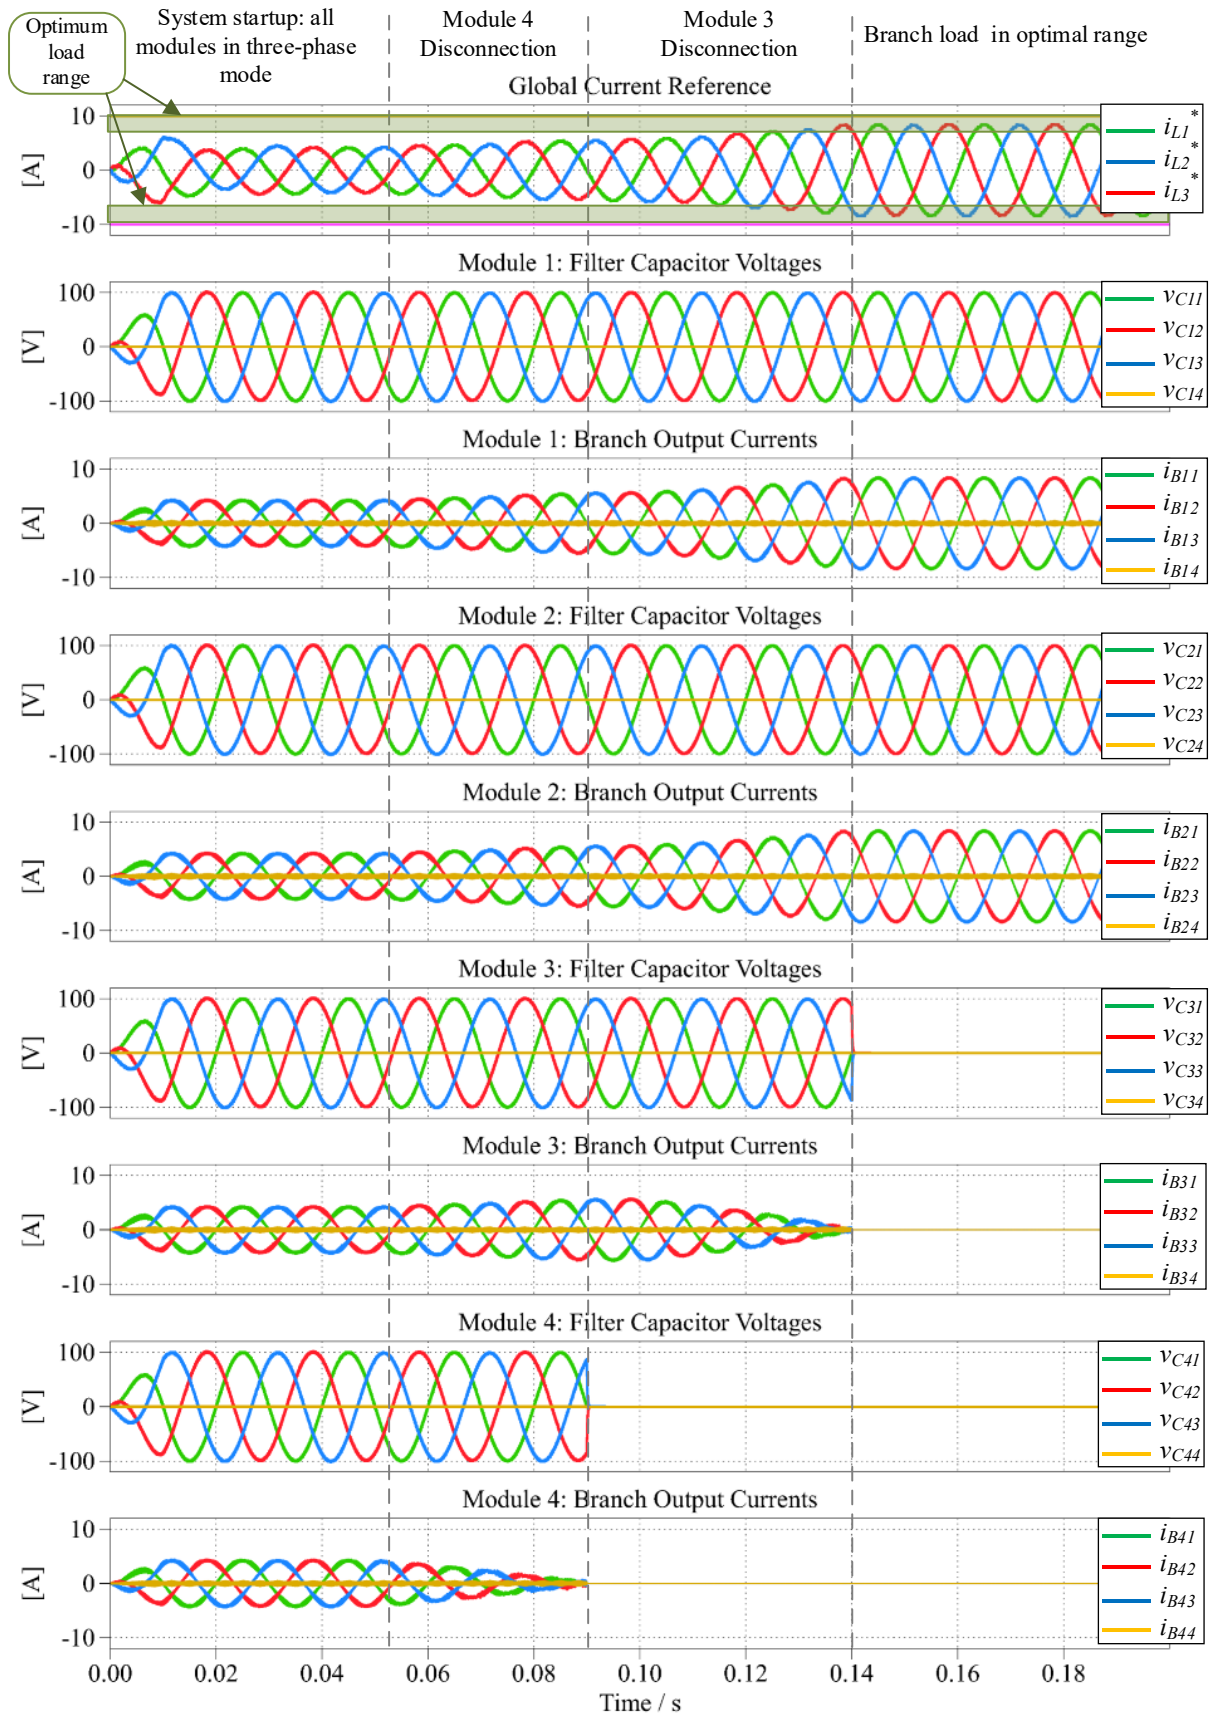 Optimum
load
range
System startup: all
modules in three-phase
mode
Module 4
Disconnection
Module 3
Disconnection
Branch load in optimal range
Global Current Reference
[A]
10
0
-10
iL1*
iL2*
iL3*
Module 1: Filter Capacitor Voltages
[V]
100
0
-100
vC11
vC12
vC13
vC14
Module 1: Branch Output Currents
[A]
10
0
-10
iB11
iB12
iB13
iB14
Module 2: Filter Capacitor Voltages
[V]
100
0
-100
vC21
vC22
vC23
vC24
Module 2: Branch Output Currents
[A]
10
0
-10
iB21
iB22
iB23
iB24
Module 3: Filter Capacitor Voltages
[V]
100
0
-100
vC31
vC32
vC33
vC34
Module 3: Branch Output Currents
[A]
10
0
-10
iB31
iB32
iB33
iB34
Module 4: Filter Capacitor Voltages
[V]
100
0
-100
vC41
vC42
vC43
vC44
Module 4: Branch Output Currents
[A]
10
0
-10
iB41
iB42
iB43
iB44
0.00 0.02 0.04 0.06 0.08 0.10 0.12 0.14 0.16 0.18
Time / s